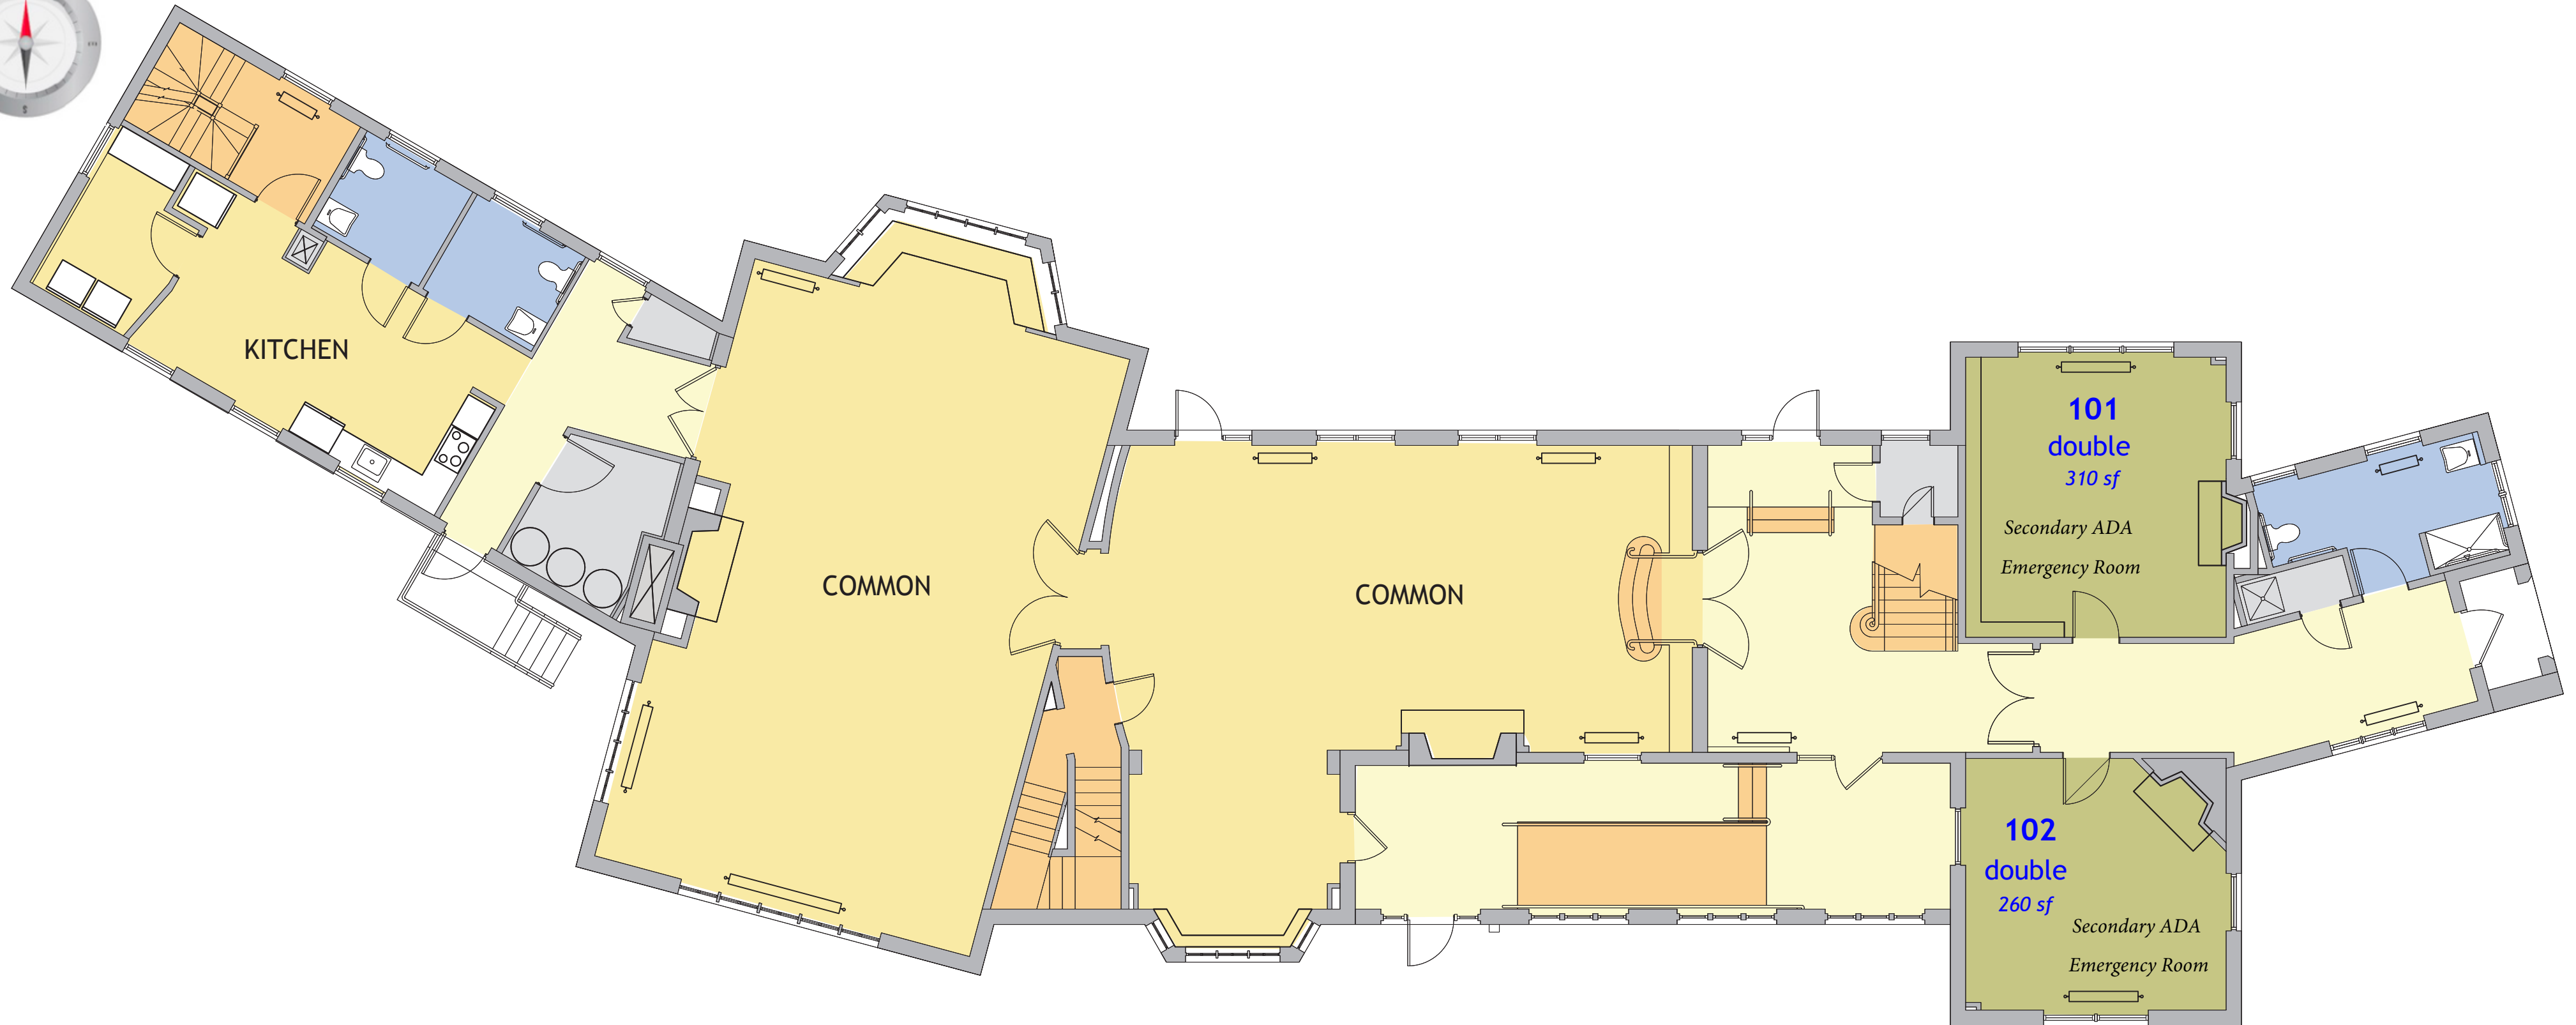 KITCHEN
COMMON
COMMON
101
double
310 sf
Secondary ADA
Emergency Room
102
double
260 sf
Secondary ADA
Emergency Room
S